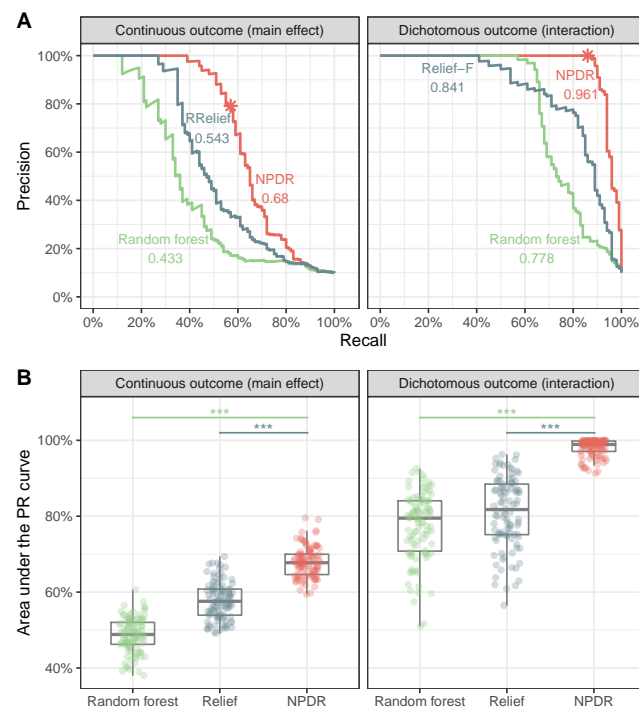 A
Continuous outcome (main effect)
Dichotomous outcome (interaction)
Precision
100%
80%
60%
40%
20%
0%
RRelief
0.543
NPDR
0.68
Random forest
0.433
Relief−F
0.841
NPDR
0.961
Random forest
0.778
0% 20% 40% 60% 80% 100%
0% 20% 40% 60% 80% 100%
Recall
B
Continuous outcome (main effect)
Dichotomous outcome (interaction)
Area under the PR curve
100%
80%
60%
40%
***
***
***
***
Random forest Relief NPDR
Random forest Relief NPDR